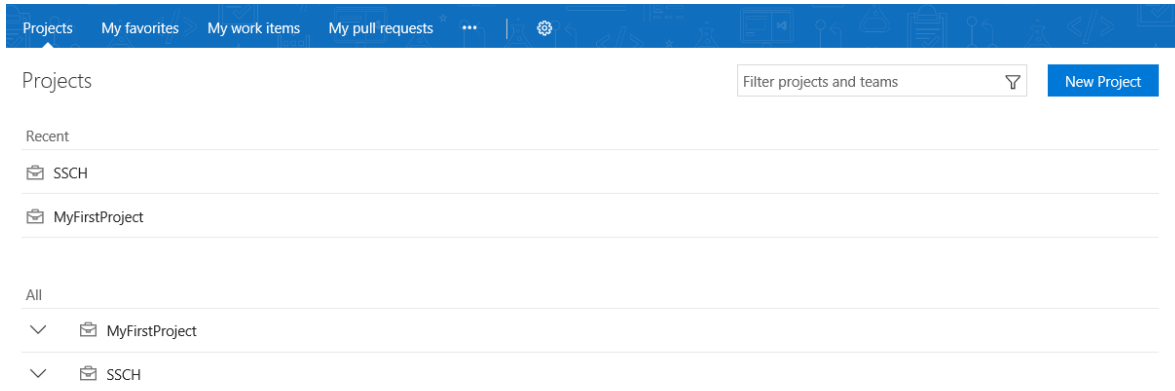 Projects My favorites My work items My pull requests ···
Projects Filter projects and teams New Project
Recent
SSCH
MyFirstProject
All
MyFirstProject
SSCH